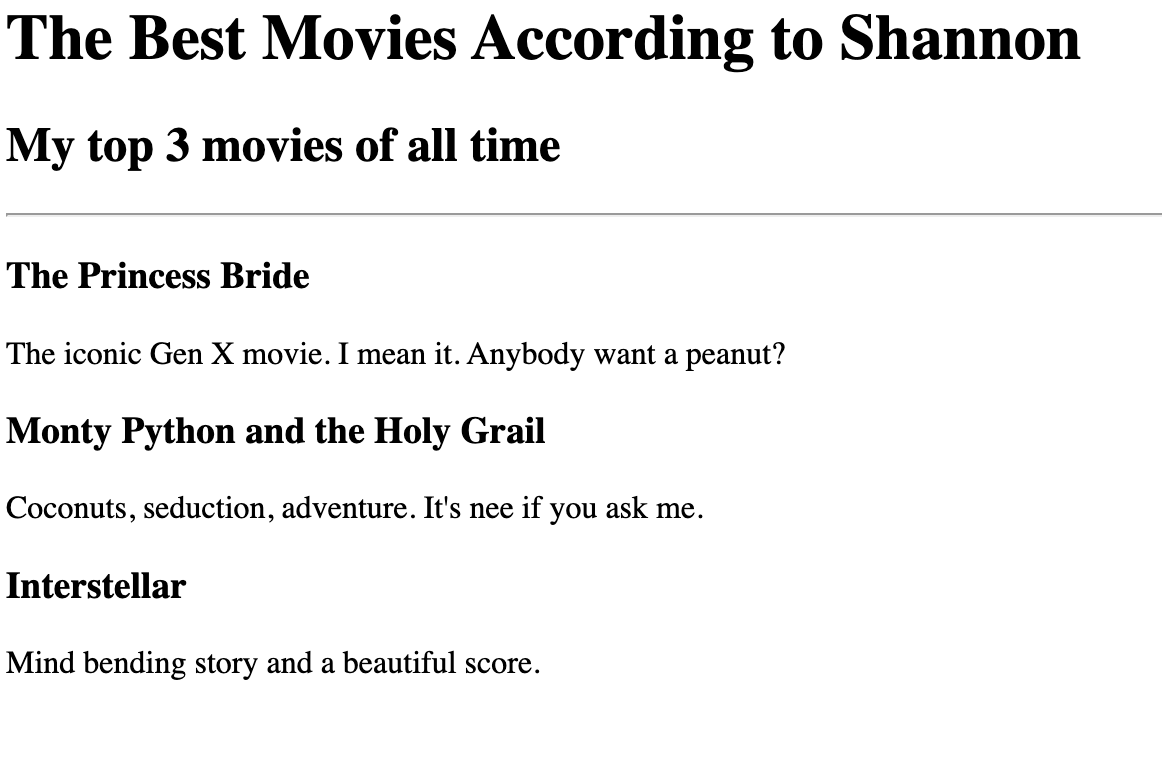 The Best Movies According to Shannon
My top 3 movies of all time
The Princess Bride
The iconic Gen X movie. I mean it. Anybody want a peanut?
Monty Python and the Holy Grail
Coconuts, seduction, adventure. It's nee if you ask me.
Interstellar
Mind bending story and a beautiful score.